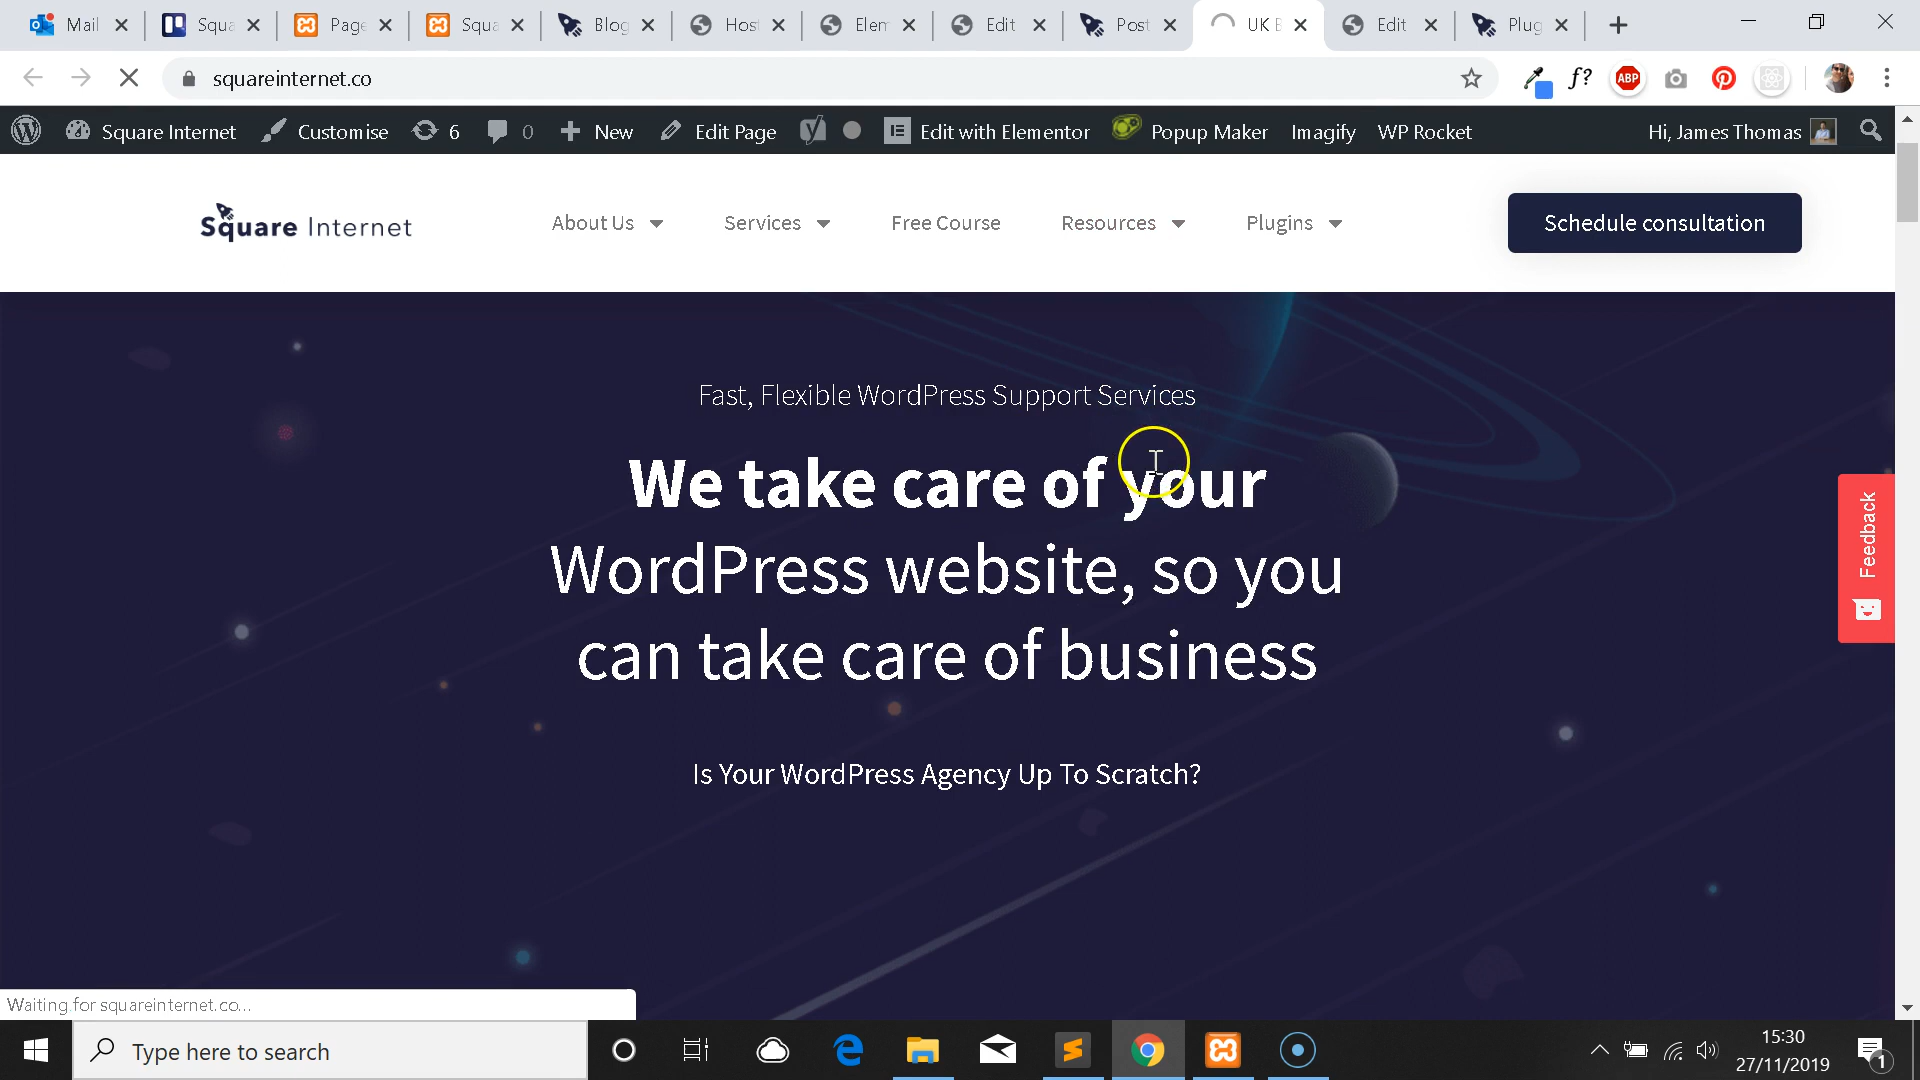 Mail
Squa
Page
Squa
Blog
Host
Elem
Edit
Post
UK B
Edit
Plug
squareinternet.co
f?
ABP
Square Internet
Customise
6
0
New
Edit Page
Edit with Elementor
Popup Maker
Imagify
WP Rocket
Hi, James Thomas
Square Internet
About Us
Services
Free Course
Resources
Plugins
Schedule consultation
Fast, Flexible WordPress Support Services
We take care of your
WordPress website, so you
can take care of business
Is Your WordPress Agency Up To Scratch?
Feedback
Waiting for squareinternet.co...
Type here to search
15:30
27/11/2019
1